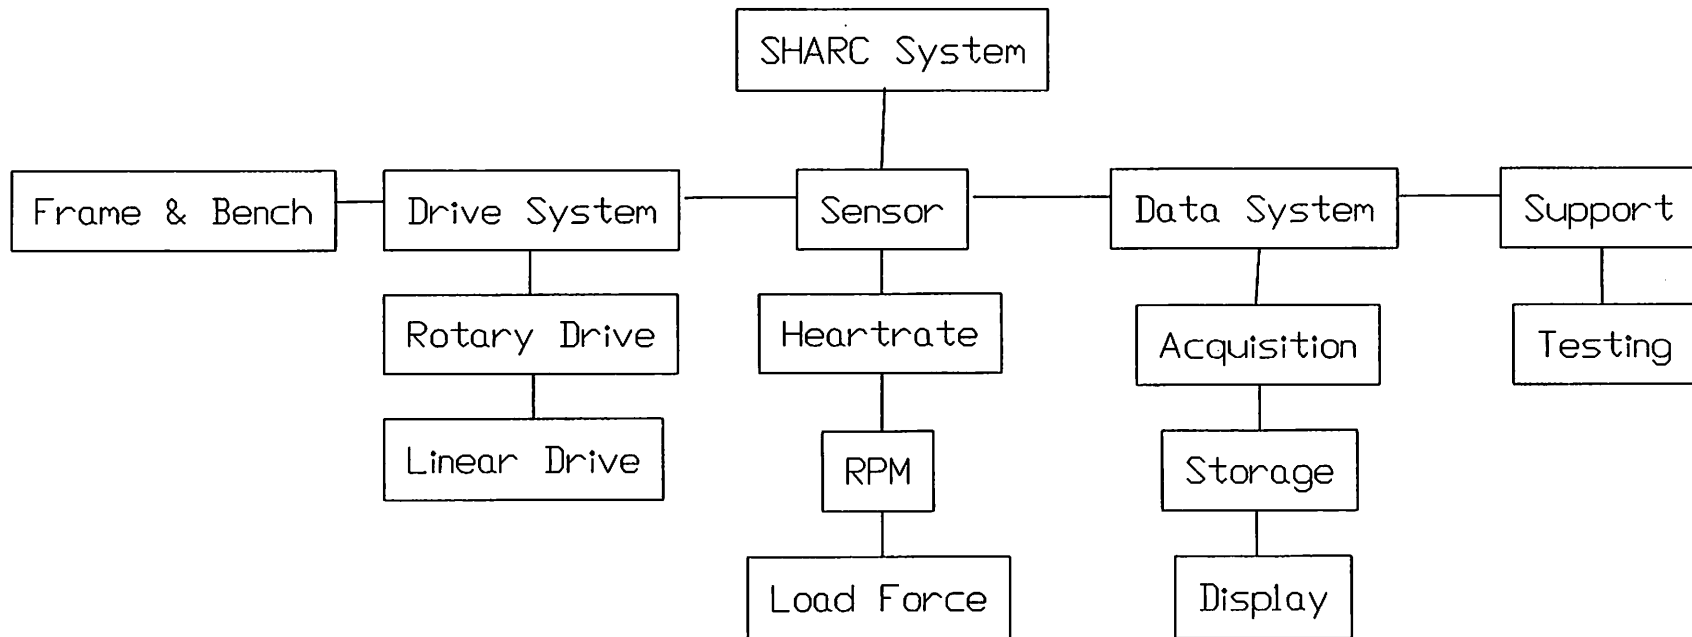 SHARC System
Frame & Bench
Drive System
Sensor
Data System
Support
Rotary Drive
Heartrate
Acquisition
Testing
Linear Drive
RPM
Storage
Load Force
Display